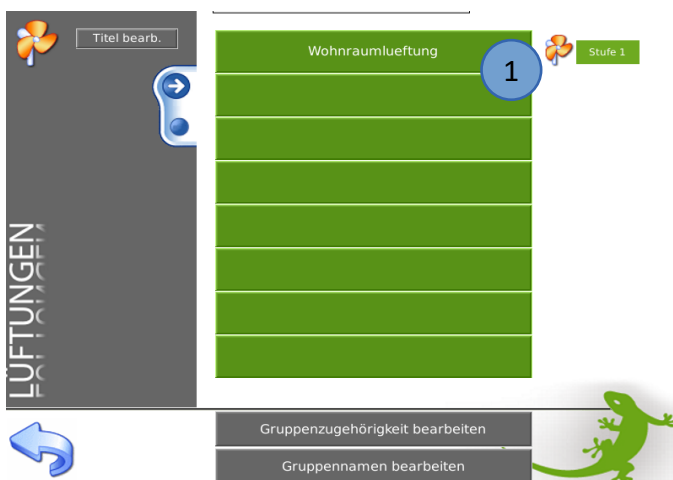 Titel bearb.
Wohnraumlueftung
1
Stufe 1
LÜFTUNGEN
Gruppenzugehörigkeit bearbeiten
Gruppennamen bearbeiten